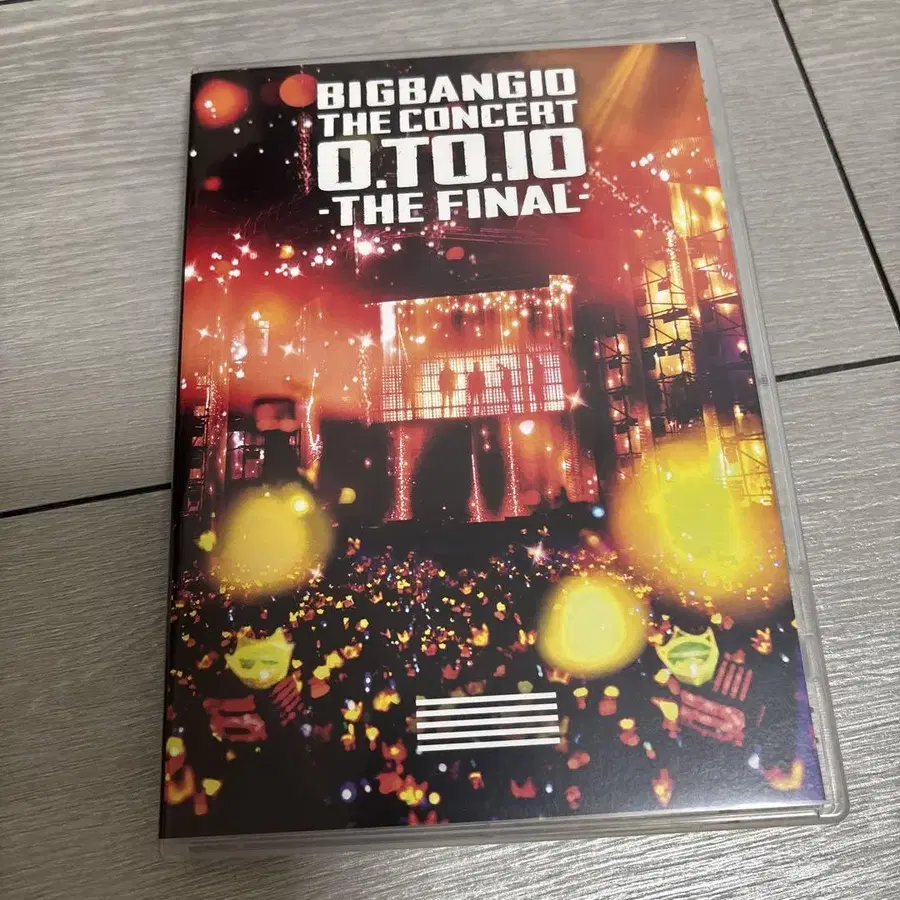 BIGBANG10
THE CONCERT
0.TO.10
-THE FINAL-